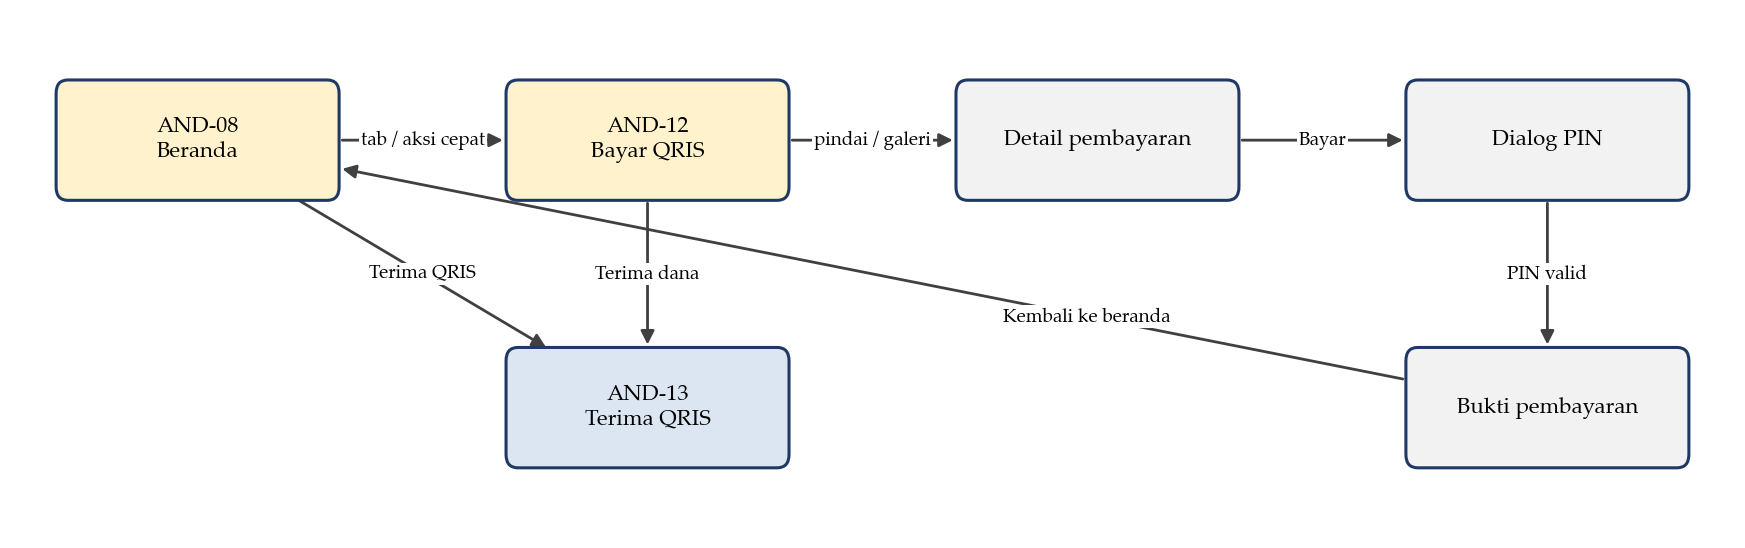 AND-08
Beranda
tab / aksi cepat
AND-12
Bayar QRIS
pindai / galeri
Detail pembayaran
Bayar
Dialog PIN
Terima QRIS
Terima dana
PIN valid
Kembali ke beranda
AND-13
Terima QRIS
Bukti pembayaran